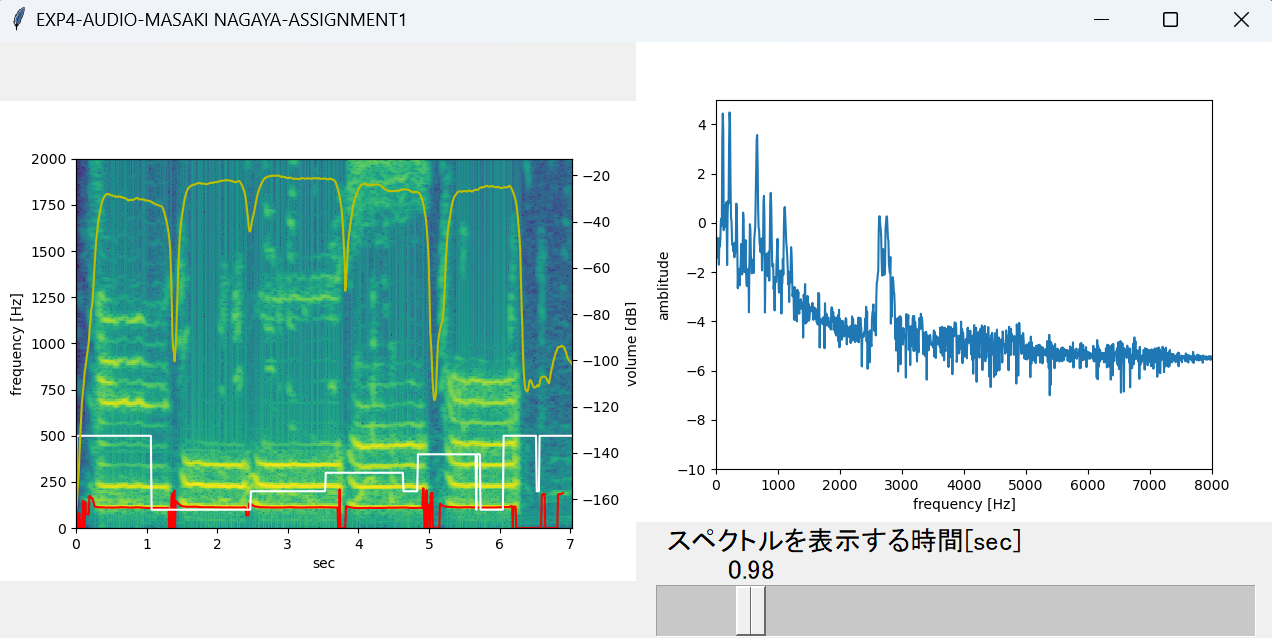 EXP4-AUDIO-MASAKI NAGAYA-ASSIGNMENT1
2000
1750
1500
1250
1000
750
500
250
0
frequency [Hz]
0 1 2 3 4 5 6 7
sec
−20
−40
−60
−80
−100
−120
−140
−160
volume [dB]
4
2
0
−2
−4
−6
−8
−10
amblitude
0 1000 2000 3000 4000 5000 6000 7000 8000
frequency [Hz]
スペクトルを表示する時間[sec]
0.98